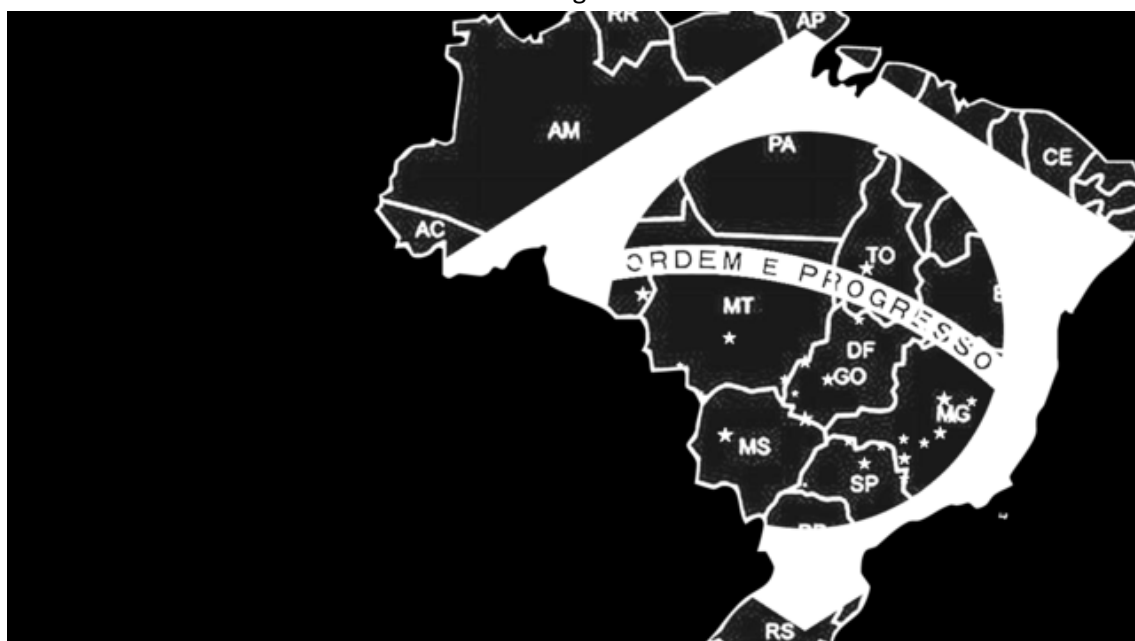 RR
AP
AM
PA
CE
AC
TO
ORDEM E PROGRESSO
MT
DF
GO
MG
MS
SP
RS